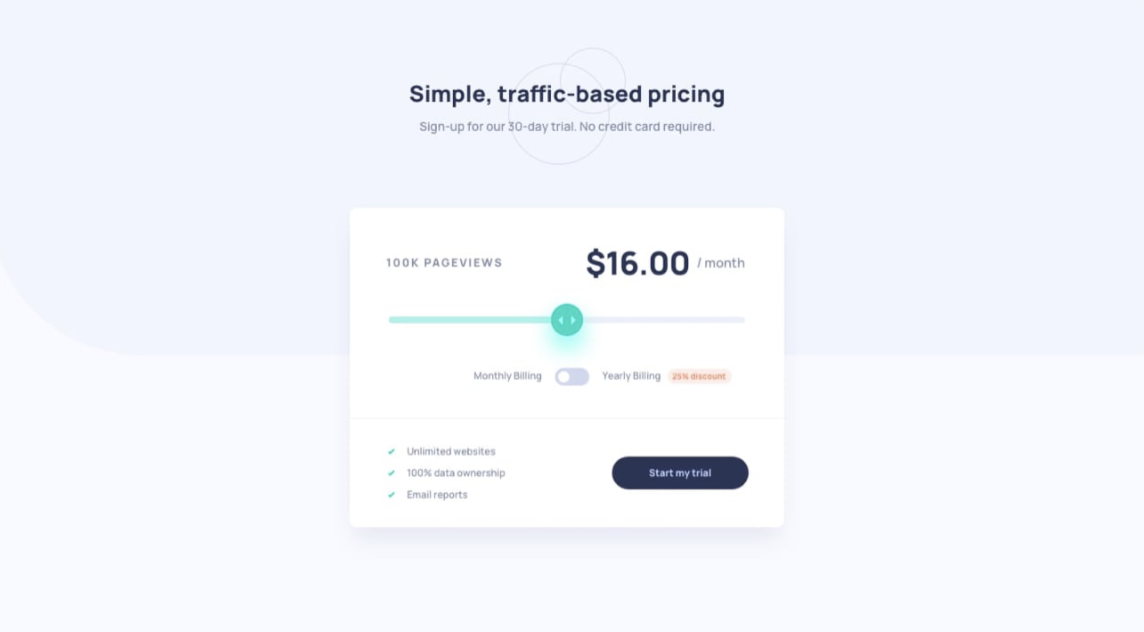 Simple, traffic-based pricing
Sign-up for our 30-day trial. No credit card required.
100K PAGEVIEWS $16.00 / month
Monthly Billing Yearly Billing 25% discount
Unlimited websites
100% data ownership
Email reports
Start my trial